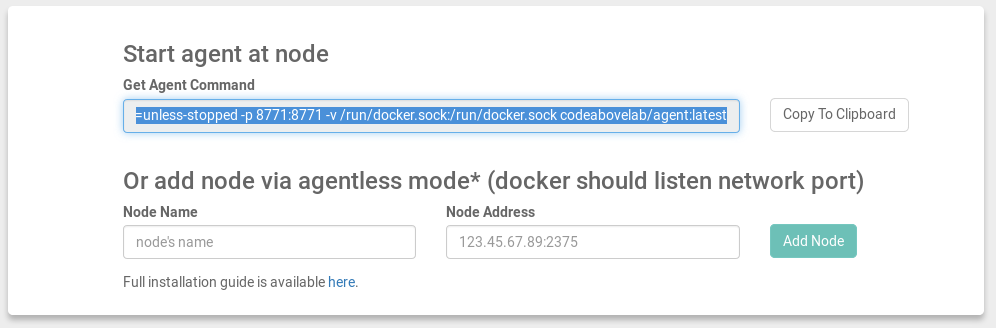 Start agent at node
Get Agent Command
=unless-stopped -p 8771:8771 -v /run/docker.sock:/run/docker.sock codeabovelab/agent:latest
Copy To Clipboard
Or add node via agentless mode* (docker should listen network port)
Node Name
Node Address
node's name
123.45.67.89:2375
Add Node
Full installation guide is available here.